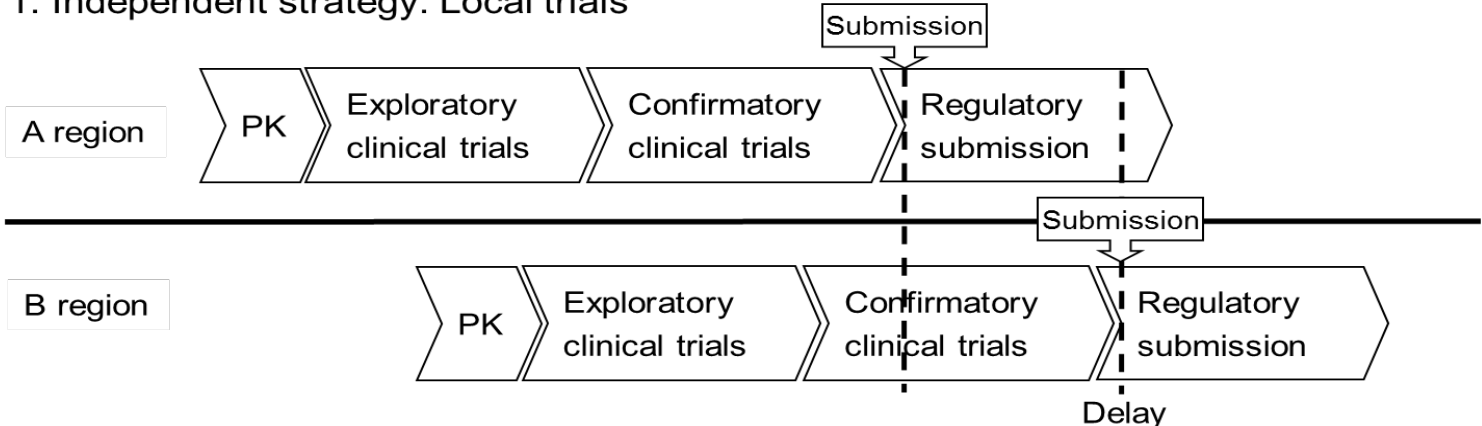 1. Independent strategy: Local trials
Submission
A region
PK
Exploratory
clinical trials
Confirmatory
clinical trials
Regulatory
submission
Submission
B region
PK
Exploratory
clinical trials
Confirmatory
clinical trials
Regulatory
submission
Delay